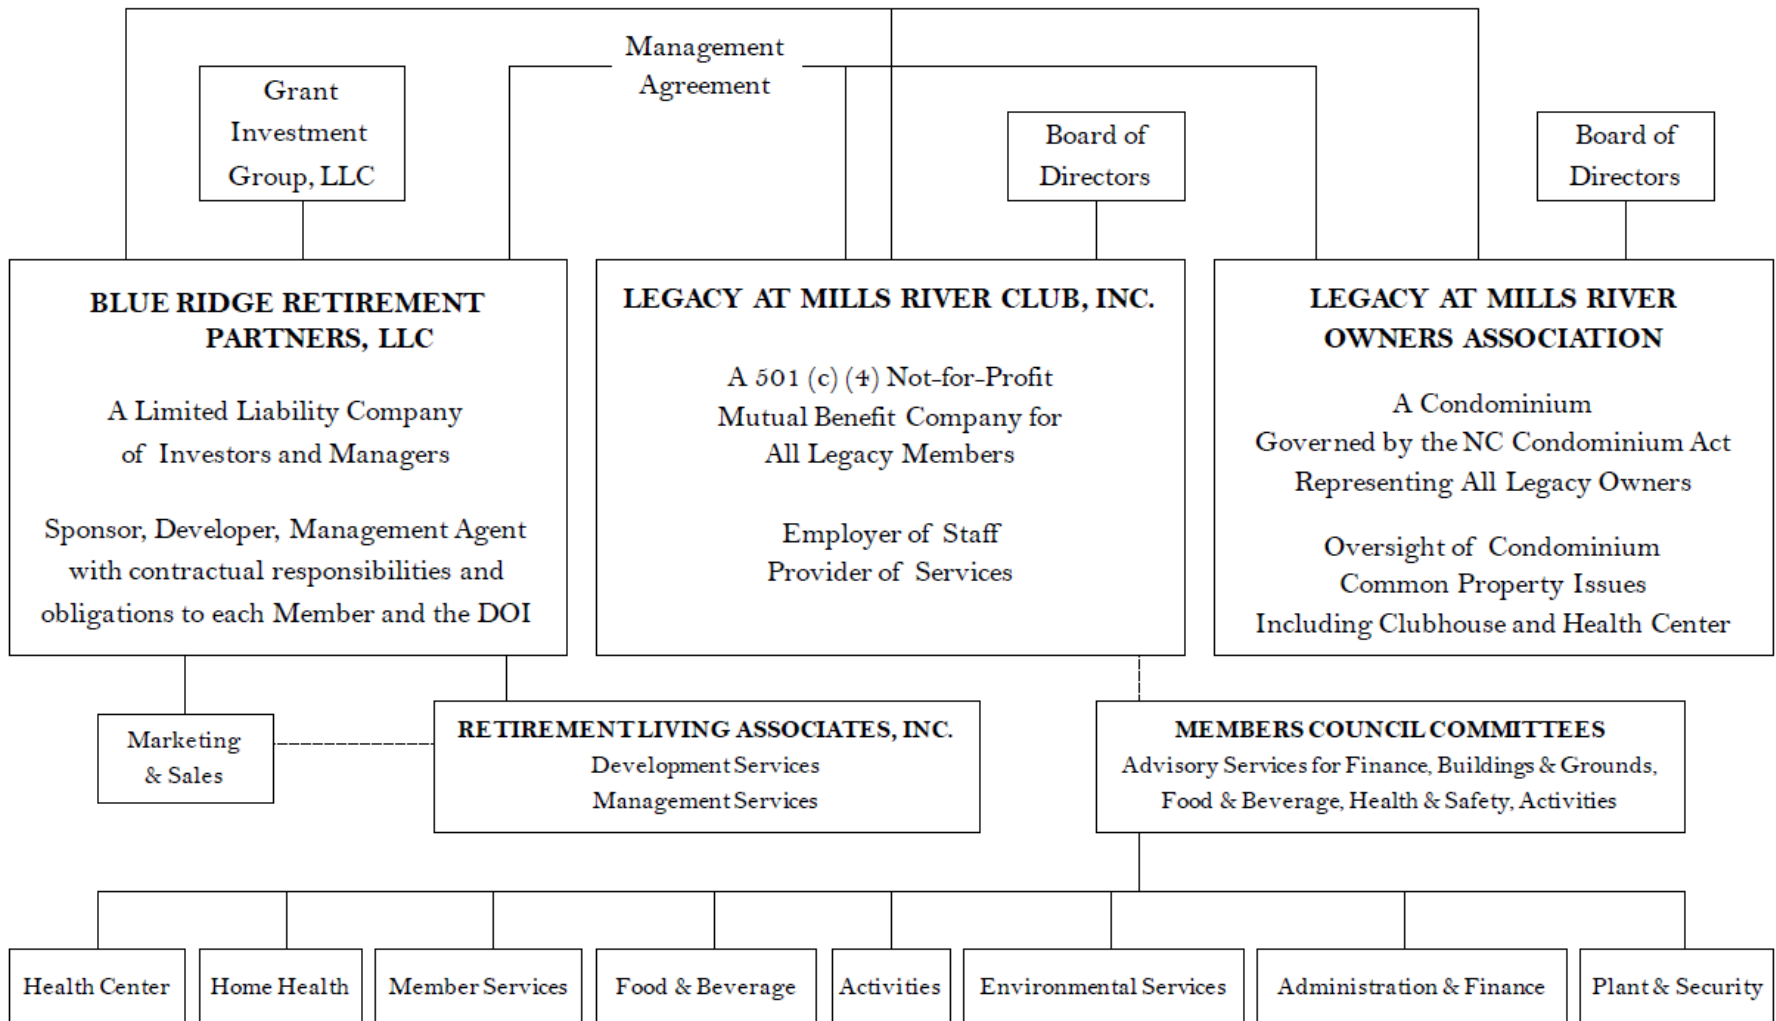 Management
Agreement
Grant
Investment
Group, LLC
Board of
Directors
Board of
Directors
BLUE RIDGE RETIREMENT
PARTNERS, LLC
A Limited Liability Company
of Investors and Managers
Sponsor, Developer, Management Agent
with contractual responsibilities and
obligations to each Member and the DOI
LEGACY AT MILLS RIVER CLUB, INC.
A 501 (c) (4) Not-for-Profit
Mutual Benefit Company for
All Legacy Members
Employer of Staff
Provider of Services
LEGACY AT MILLS RIVER
OWNERS ASSOCIATION
A Condominium
Governed by the NC Condominium Act
Representing All Legacy Owners
Oversight of Condominium
Common Property Issues
Including Clubhouse and Health Center
Marketing
& Sales
RETIREMENT LIVING ASSOCIATES, INC.
Development Services
Management Services
MEMBERS COUNCIL COMMITTEES
Advisory Services for Finance, Buildings & Grounds,
Food & Beverage, Health & Safety, Activities
Health Center
Home Health
Member Services
Food & Beverage
Activities
Environmental Services
Administration & Finance
Plant & Security